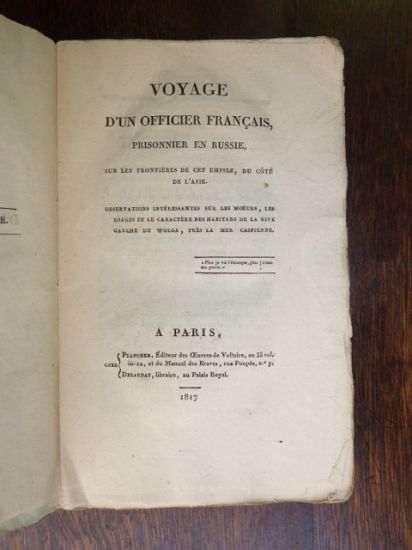 VOYAGE
D'UN OFFICIER FRANÇAIS,
PRISONNIER EN RUSSIE,
SUR LES FRONTIÈRES DE CET EMPIRE, DU CÔTÉ
DE L'ASIE.
OBSERVATIONS INTÉRESSANTES SUR LES MOEURS, LES
USAGES ET LE CARACTÈRE DES HABITANS DE LA RIVE
GAUCHE DU WOLGA, PRÈS LA MER CASPIENNE.
« Plus je vis l'étranger, plus j'aimai
ma patrie »
A PARIS,
PLANCHER, Éditeur des Œuvres de Voltaire, en 35 vol.
CHEZ in-12, et du Manuel des Braves, rue Poupée, n.° 7;
DELAUNAY, libraire, au Palais Royal.
1817
E.